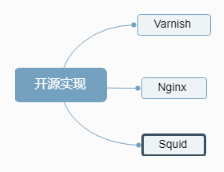 Varnish
开源实现
Nginx
Squid